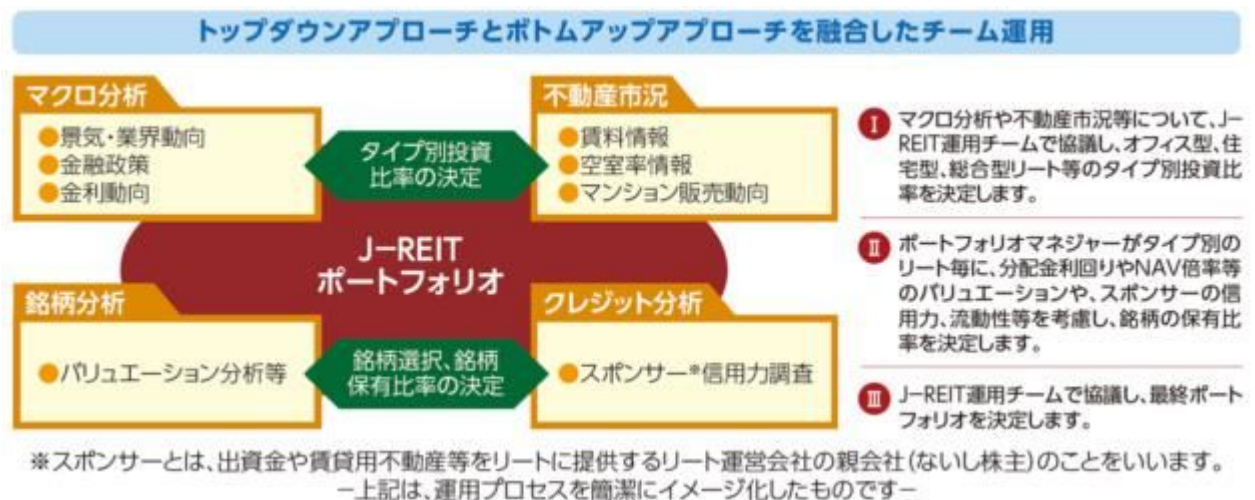 トップダウンアプローチとボトムアップアプローチを融合したチーム運用
マクロ分析
●景気・業界動向
●金融政策
●金利動向
タイプ別投資
比率の決定
不動産市況
●賃料情報
●空室率情報
●マンション販売動向
J-REIT
ポートフォリオ
銘柄分析
●バリュエーション分析等
銘柄選択、銘柄
保有比率の決定
クレジット分析
●スポンサー*信用力調査
I マクロ分析や不動産市況等について、J-
REIT運用チームで協議し、オフィス型、住
宅型、総合型リート等のタイプ別投資比
率を決定します。
II ポートフォリオマネジャーがタイプ別の
リート毎に、分配金利回りやNAV倍率等
のバリュエーションや、スポンサーの信
用力、流動性等を考慮し、銘柄の保有比
率を決定します。
III J-REIT運用チームで協議し、最終ポート
フォリオを決定します。
※スポンサーとは、出資金や賃貸用不動産等をリートに提供するリート運営会社の親会社(ないし株主)のことをいいます。
-上記は、運用プロセスを簡潔にイメージ化したものです-